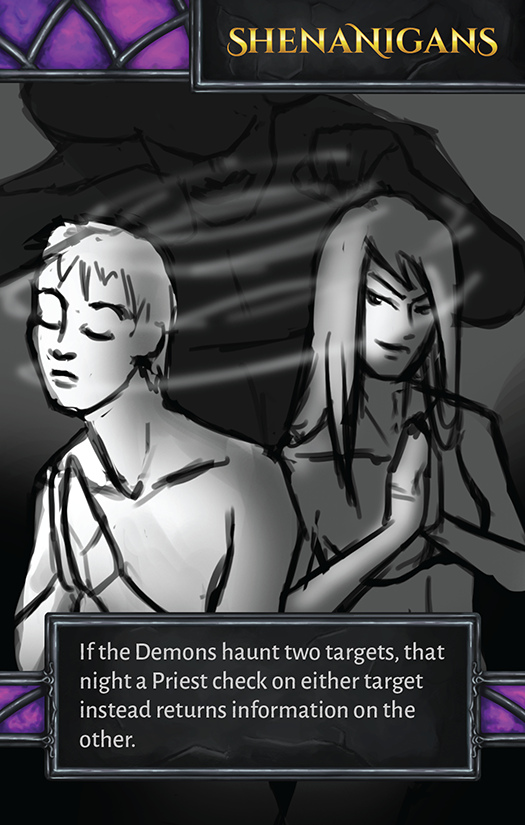 SHENANIGANS
If the Demons haunt two targets, that
night a Priest check on either target
instead returns information on the
other.